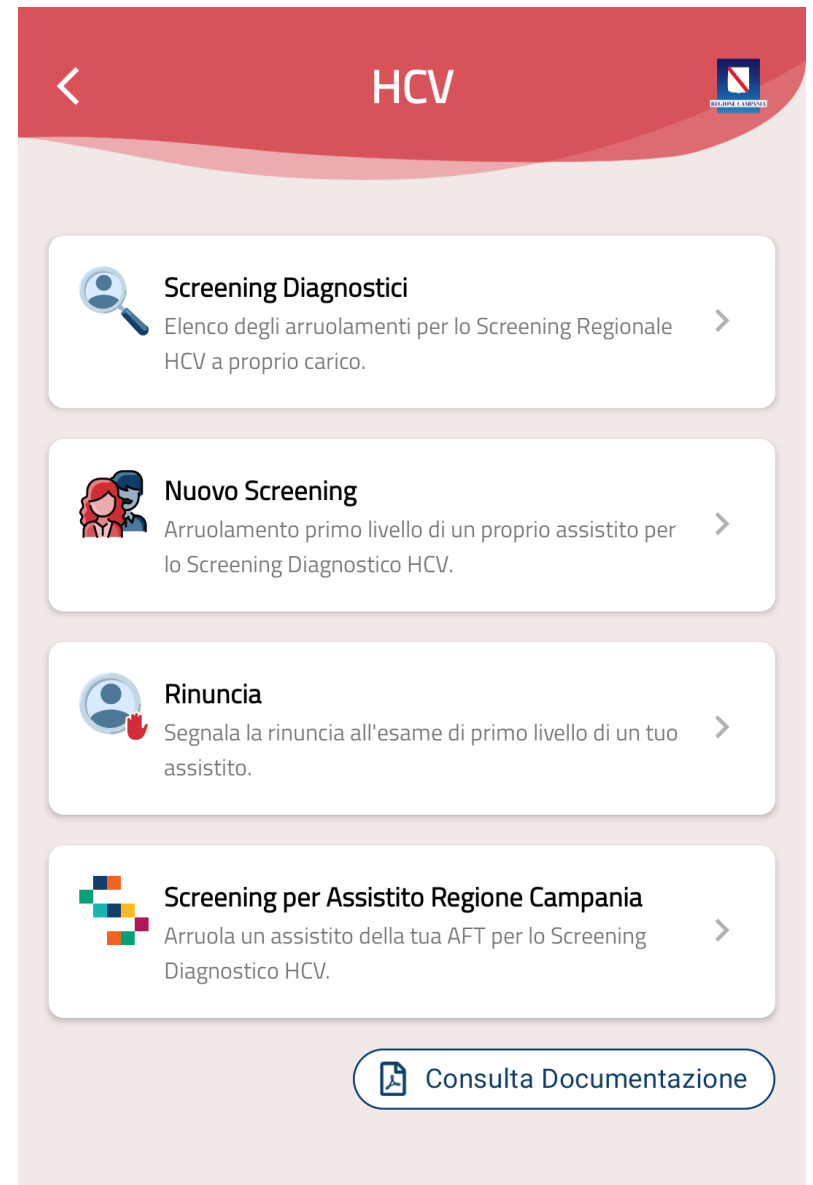 HCV
REGIONE CAMPANIA
Screening Diagnostici
Elenco degli arruolamenti per lo Screening Regionale
HCV a proprio carico.
Nuovo Screening
Arruolamento primo livello di un proprio assistito per
lo Screening Diagnostico HCV.
Rinuncia
Segnala la rinuncia all'esame di primo livello di un tuo
assistito.
Screening per Assistito Regione Campania
Arruola un assistito della tua AFT per lo Screening
Diagnostico HCV.
Consulta Documentazione